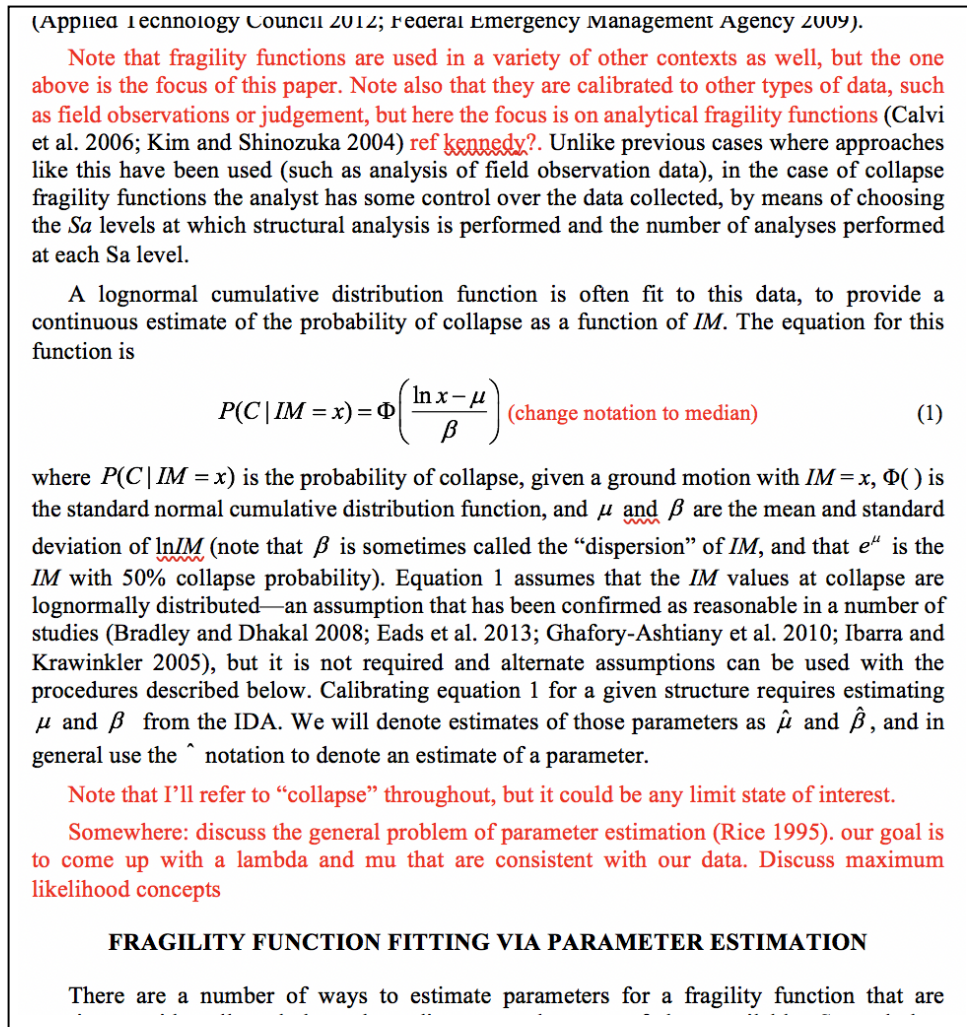 (Applied Technology Council 2012; Federal Emergency Management Agency 2009).
Note that fragility functions are used in a variety of other contexts as well, but the one
above is the focus of this paper. Note also that they are calibrated to other types of data, such
as field observations or judgement, but here the focus is on analytical fragility functions (Calvi
et al. 2006; Kim and Shinozuka 2004) ref kennedy?. Unlike previous cases where approaches
like this have been used (such as analysis of field observation data), in the case of collapse
fragility functions the analyst has some control over the data collected, by means of choosing
the Sa levels at which structural analysis is performed and the number of analyses performed
at each Sa level.
A lognormal cumulative distribution function is often fit to this data, to provide a
continuous estimate of the probability of collapse as a function of IM. The equation for this
function is
P(C | IM = x) = Φ( (ln x − μ) / β ) (change notation to median) (1)
where P(C | IM = x) is the probability of collapse, given a ground motion with IM = x, Φ( ) is
the standard normal cumulative distribution function, and μ and β are the mean and standard
deviation of lnIM (note that β is sometimes called the “dispersion” of IM, and that e^μ is the
IM with 50% collapse probability). Equation 1 assumes that the IM values at collapse are
lognormally distributed—an assumption that has been confirmed as reasonable in a number of
studies (Bradley and Dhakal 2008; Eads et al. 2013; Ghafory-Ashtiany et al. 2010; Ibarra and
Krawinkler 2005), but it is not required and alternate assumptions can be used with the
procedures described below. Calibrating equation 1 for a given structure requires estimating
μ and β from the IDA. We will denote estimates of those parameters as μ̂ and β̂, and in
general use the ˆ notation to denote an estimate of a parameter.
Note that I’ll refer to “collapse” throughout, but it could be any limit state of interest.
Somewhere: discuss the general problem of parameter estimation (Rice 1995). our goal is
to come up with a lambda and mu that are consistent with our data. Discuss maximum
likelihood concepts
FRAGILITY FUNCTION FITTING VIA PARAMETER ESTIMATION
There are a number of ways to estimate parameters for a fragility function that are